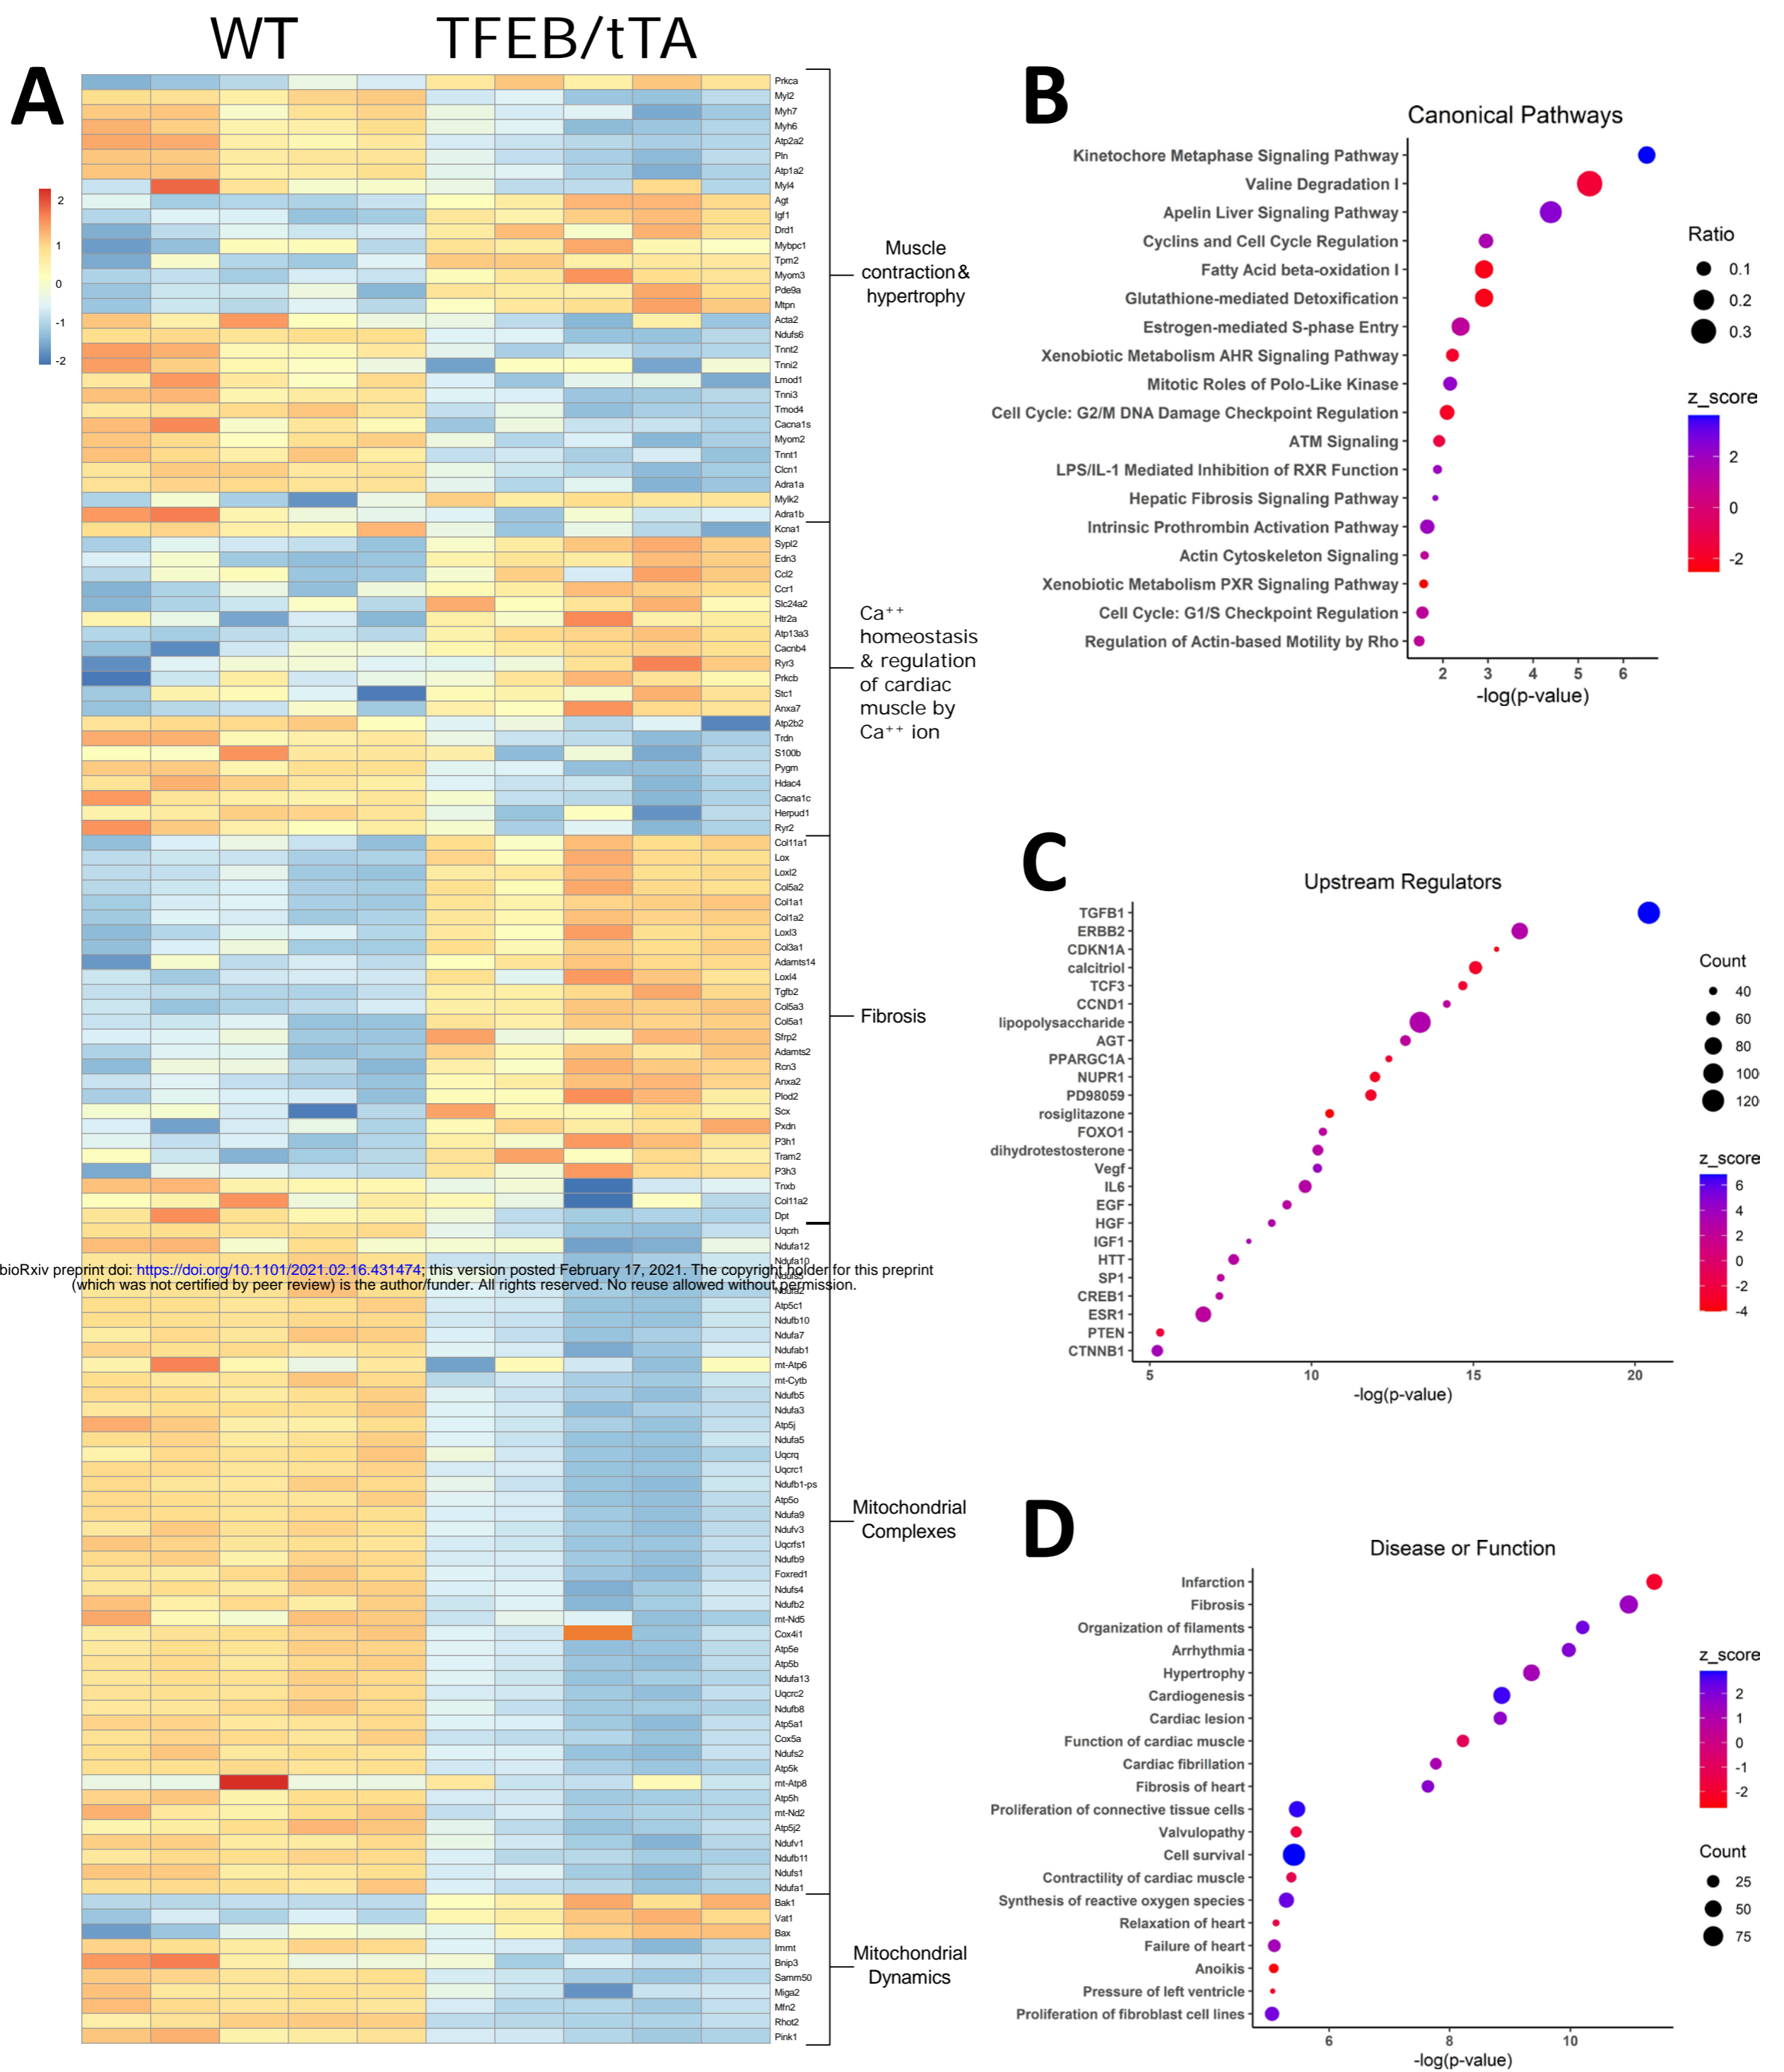 WT TFEB/tTA
A
2
1
0
-1
-2
Prkca
Myl2
Myh7
Myh6
Atp2a2
Pln
Atp1a2
Myl4
Agt
Igf1
Drd1
Mybpc1
Tpm2
Myom3
Pde9a
Mtpn
Acta2
Ndufs6
Tnnt2
Tnni2
Lmod1
Tnni3
Tmod4
Cacna1s
Myom2
Tnnt1
Clcn1
Adra1a
Mylk2
Adra1b
Kcna1
Sypl2
Edn3
Ccl2
Ccr1
Slc24a2
Htr2a
Atp13a3
Cacnb4
Ryr3
Prkcb
Stc1
Anxa7
Atp2b2
Trdn
S100b
Pygm
Hdac4
Cacna1c
Herpud1
Ryr2
Col11a1
Lox
Loxl2
Col5a2
Col1a1
Col1a2
Loxl3
Col3a1
Adamts14
Loxl4
Tgfb2
Col5a3
Col5a1
Sfrp2
Adamts2
Rcn3
Anxa2
Plod2
Scx
Pxdn
P3h1
Tram2
P3h3
Tnxb
Col11a2
Dpt
Uqcrh
Ndufa12
Ndufa10
bioRxiv preprint doi: https://doi.org/10.1101/2021.02.16.431474; this version posted February 17, 2021. The copyright holder for this preprint
(which was not certified by peer review) is the author/funder. All rights reserved. No reuse allowed without permission.
Ndufa2
Atp5c1
Ndufb10
Ndufa7
Ndufab1
mt-Atp6
mt-Cytb
Ndufb5
Ndufa3
Atp5j
Ndufa5
Uqcrq
Uqcrc1
Ndufb1-ps
Atp5o
Ndufa9
Ndufv3
Uqcrfs1
Ndufb9
Foxred1
Ndufs4
Ndufb2
mt-Nd5
Cox4i1
Atp5e
Atp5b
Ndufa13
Uqcrc2
Ndufb8
Atp5a1
Cox5a
Ndufs2
Atp5k
mt-Atp8
Atp5h
mt-Nd2
Atp5j2
Ndufv1
Ndufb11
Ndufs1
Ndufa1
Bak1
Vat1
Bax
Immt
Bnip3
Samm50
Miga2
Mfn2
Rhot2
Pink1
Muscle
contraction&
hypertrophy
Ca++
homeostasis
& regulation
of cardiac
muscle by
Ca++ ion
Fibrosis
Mitochondrial
Complexes
Mitochondrial
Dynamics
B
Canonical Pathways
Kinetochore Metaphase Signaling Pathway
Valine Degradation I
Apelin Liver Signaling Pathway
Cyclins and Cell Cycle Regulation
Fatty Acid beta-oxidation I
Glutathione-mediated Detoxification
Estrogen-mediated S-phase Entry
Xenobiotic Metabolism AHR Signaling Pathway
Mitotic Roles of Polo-Like Kinase
Cell Cycle: G2/M DNA Damage Checkpoint Regulation
ATM Signaling
LPS/IL-1 Mediated Inhibition of RXR Function
Hepatic Fibrosis Signaling Pathway
Intrinsic Prothrombin Activation Pathway
Actin Cytoskeleton Signaling
Xenobiotic Metabolism PXR Signaling Pathway
Cell Cycle: G1/S Checkpoint Regulation
Regulation of Actin-based Motility by Rho
2 3 4 5 6
-log(p-value)
Ratio
0.1
0.2
0.3
z_score
2
0
-2
C
Upstream Regulators
TGFB1
ERBB2
CDKN1A
calcitriol
TCF3
CCND1
lipopolysaccharide
AGT
PPARGC1A
NUPR1
PD98059
rosiglitazone
FOXO1
dihydrotestosterone
Vegf
IL6
EGF
HGF
IGF1
HTT
SP1
CREB1
ESR1
PTEN
CTNNB1
5 10 15 20
-log(p-value)
Count
40
60
80
100
120
z_score
6
4
2
0
-2
-4
D
Disease or Function
Infarction
Fibrosis
Organization of filaments
Arrhythmia
Hypertrophy
Cardiogenesis
Cardiac lesion
Function of cardiac muscle
Cardiac fibrillation
Fibrosis of heart
Proliferation of connective tissue cells
Valvulopathy
Cell survival
Contractility of cardiac muscle
Synthesis of reactive oxygen species
Relaxation of heart
Failure of heart
Anoikis
Pressure of left ventricle
Proliferation of fibroblast cell lines
6 8 10
-log(p-value)
z_score
2
1
0
-1
-2
Count
25
50
75